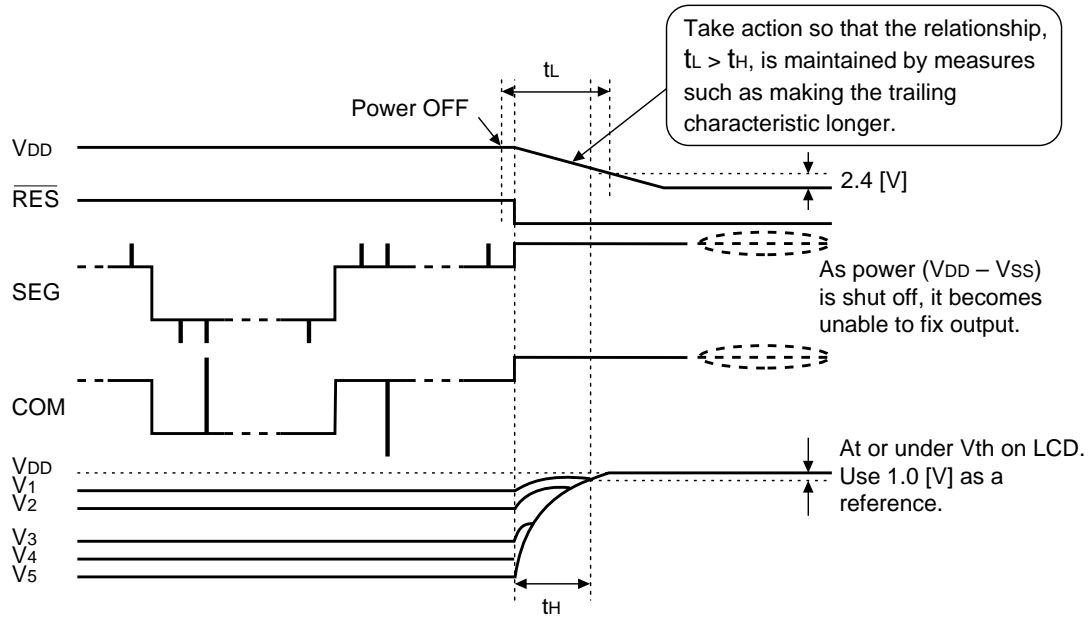 Take action so that the relationship,
tL > tH, is maintained by measures
such as making the trailing
characteristic longer.
tL
Power OFF
VDD
2.4 [V]
RES
SEG
As power (VDD – VSS)
is shut off, it becomes
unable to fix output.
COM
VDD
V1
V2
V3
V4
V5
At or under Vth on LCD.
Use 1.0 [V] as a
reference.
tH